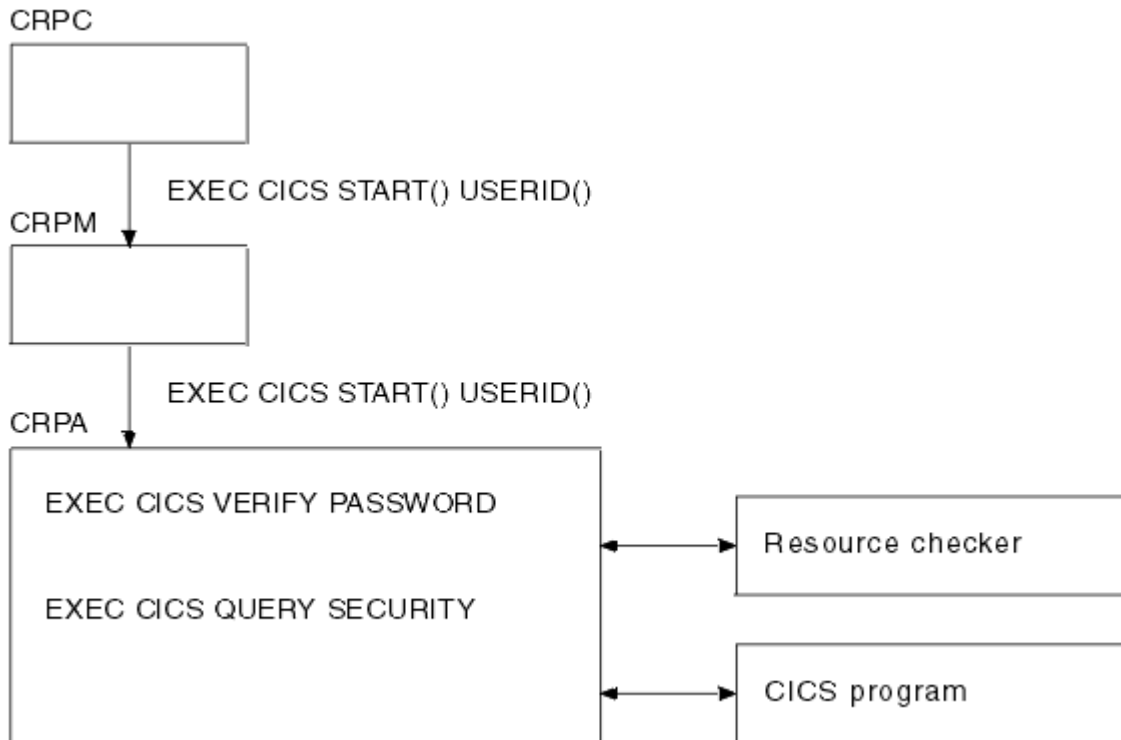 CRPC
EXEC CICS START() USERID()
CRPM
EXEC CICS START() USERID()
CRPA
EXEC CICS VERIFY PASSWORD
Resource checker
EXEC CICS QUERY SECURITY
CICS program